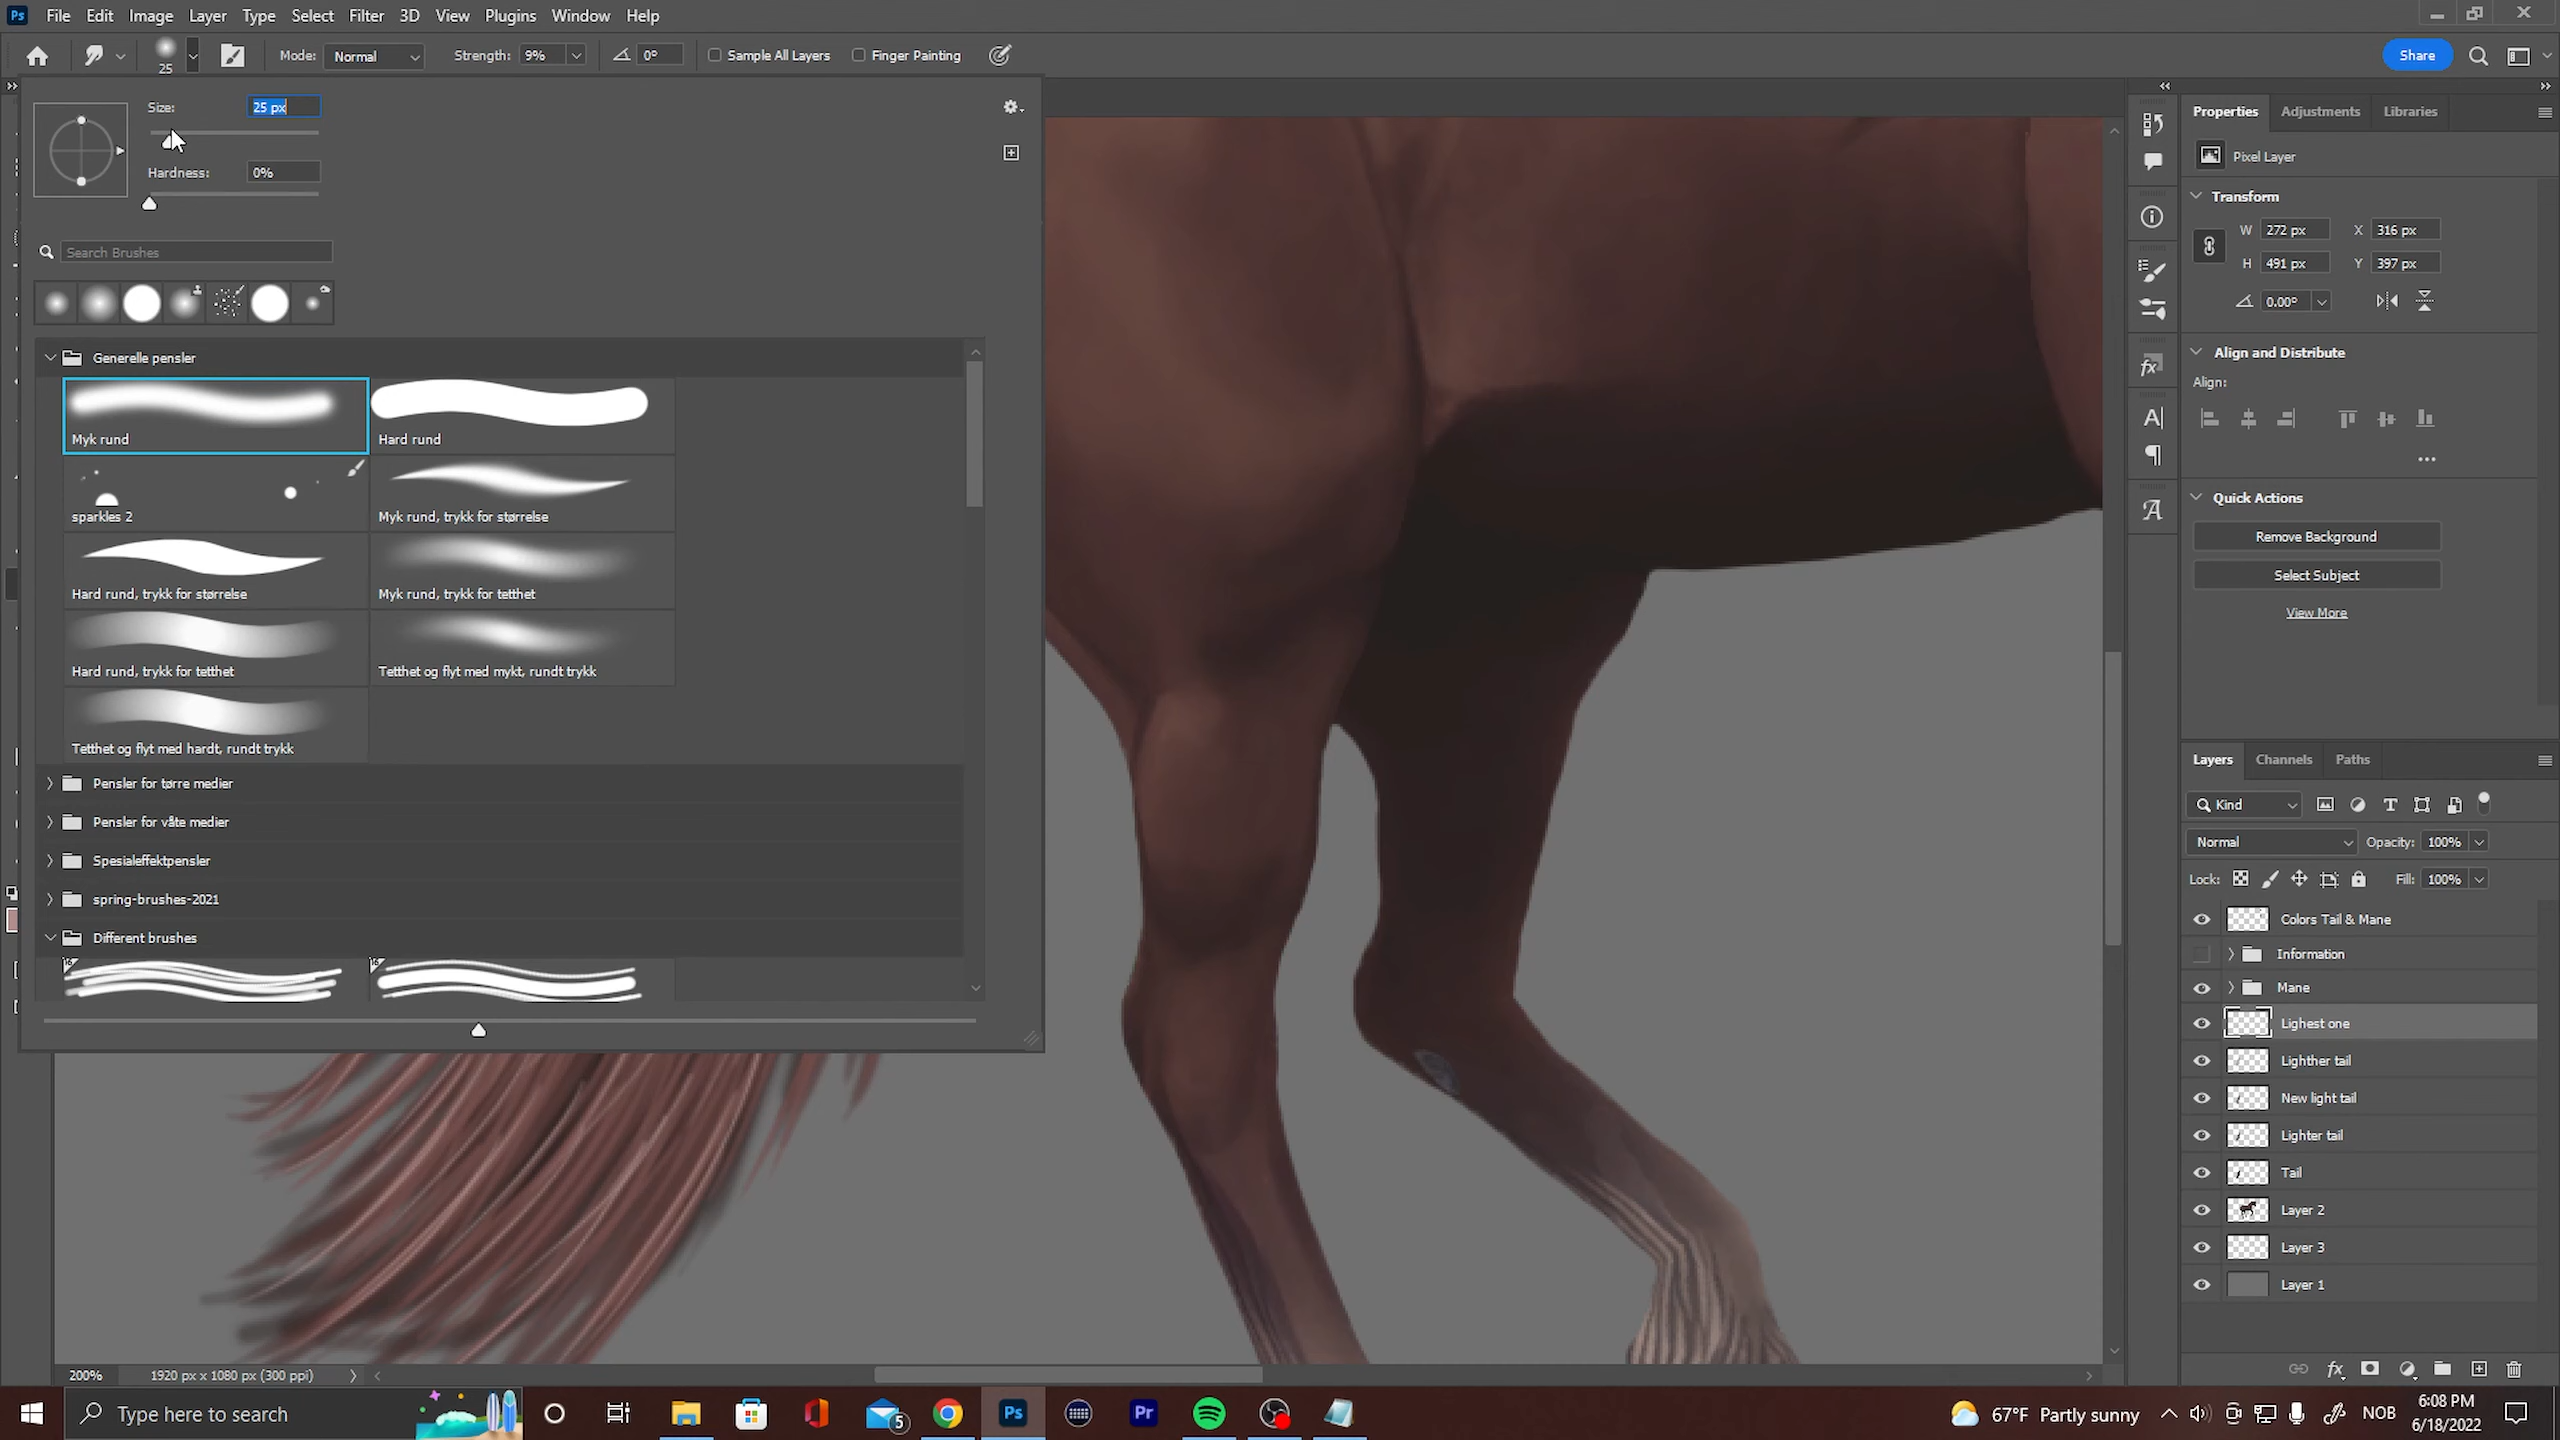 Ps File Edit Image Layer Type Select Filter 3D View Plugins Window Help
25 Mode: Normal Strength: 9% 0° Sample All Layers Finger Painting Share
Size: 25 px
Hardness: 0%
Search Brushes
Generelle pensler
Myk rund Hard rund
sparkles 2 Myk rund, trykk for størrelse
Hard rund, trykk for størrelse Myk rund, trykk for tetthet
Hard rund, trykk for tetthet Tetthet og flyt med mykt, rundt trykk
Tetthet og flyt med hardt, rundt trykk
Pensler for tørre medier
Pensler for våte medier
Spesialeffektpensler
spring-brushes-2021
Different brushes
Properties Adjustments Libraries
Pixel Layer
Transform
W 272 px X 316 px
H 491 px Y 397 px
0.00°
Align and Distribute
Align:
Quick Actions
Remove Background
Select Subject
View More
Layers Channels Paths
Kind
Normal Opacity: 100%
Lock: Fill: 100%
Colors Tail & Mane
Information
Mane
Lighest one
Lighther tail
New light tail
Lighter tail
Tail
Layer 2
Layer 3
Layer 1
200% 1920 px x 1080 px (300 ppi)
Type here to search 5 Ps Pr 67°F Partly sunny NOB 6:08 PM
6/18/2022